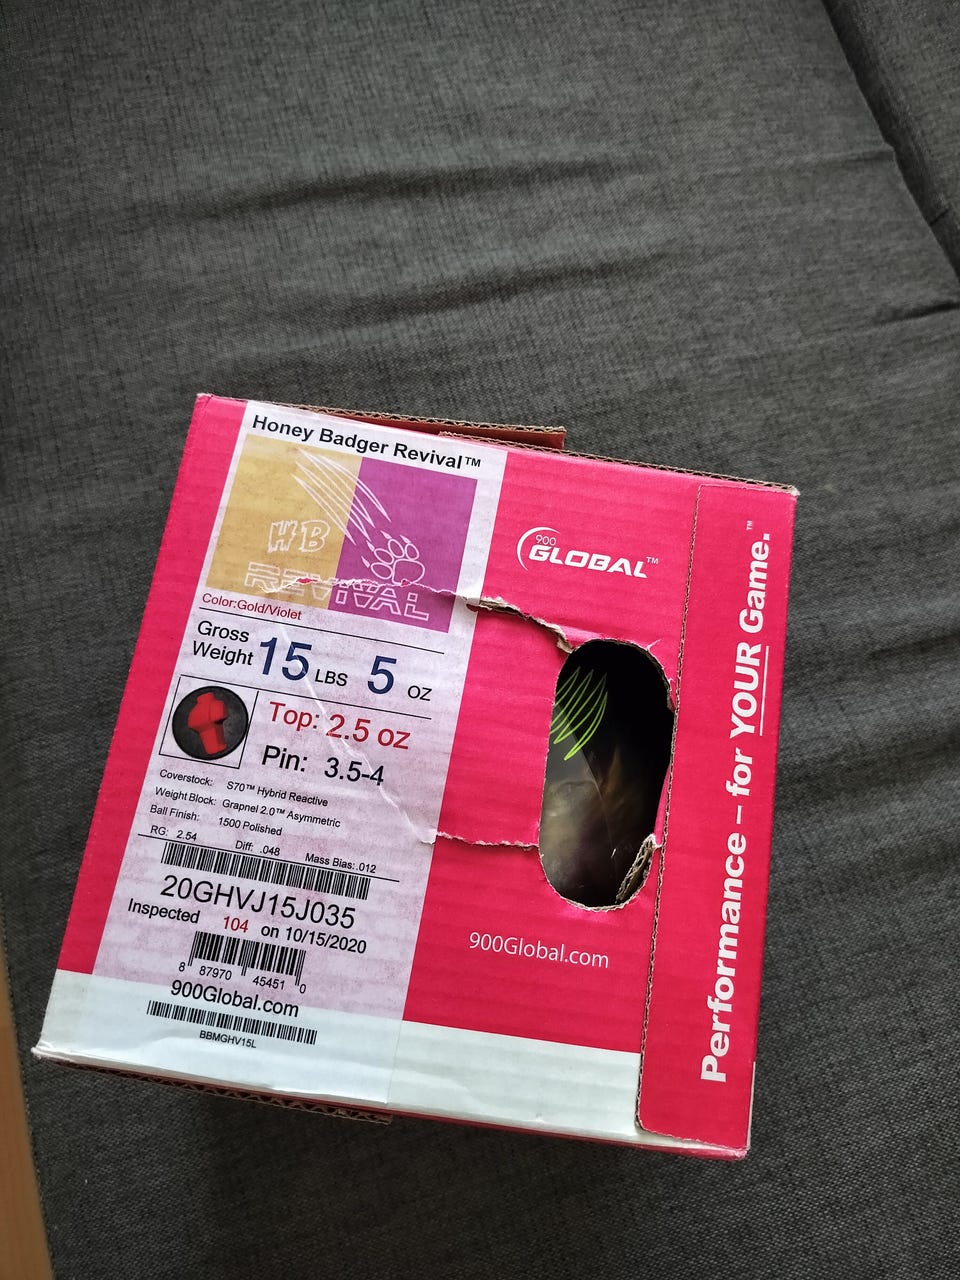 Honey Badger Revival™
HB
REVIVAL
Color:Gold/Violet
Gross Weight 15 LBS 5 OZ
Top: 2.5 oz
Pin: 3.5-4
Coverstock: S70™ Hybrid Reactive
Weight Block: Grapnel 2.0™ Asymmetric
Ball Finish: 1500 Polished
RG: 2.54 Diff: .048 Mass Bias: .012
20GHVJ15J035
Inspected 104 on 10/15/2020
8 87970 45451 0
900Global.com
BBMGHV15L
900
GLOBAL™
900Global.com
Performance – for YOUR Game.™